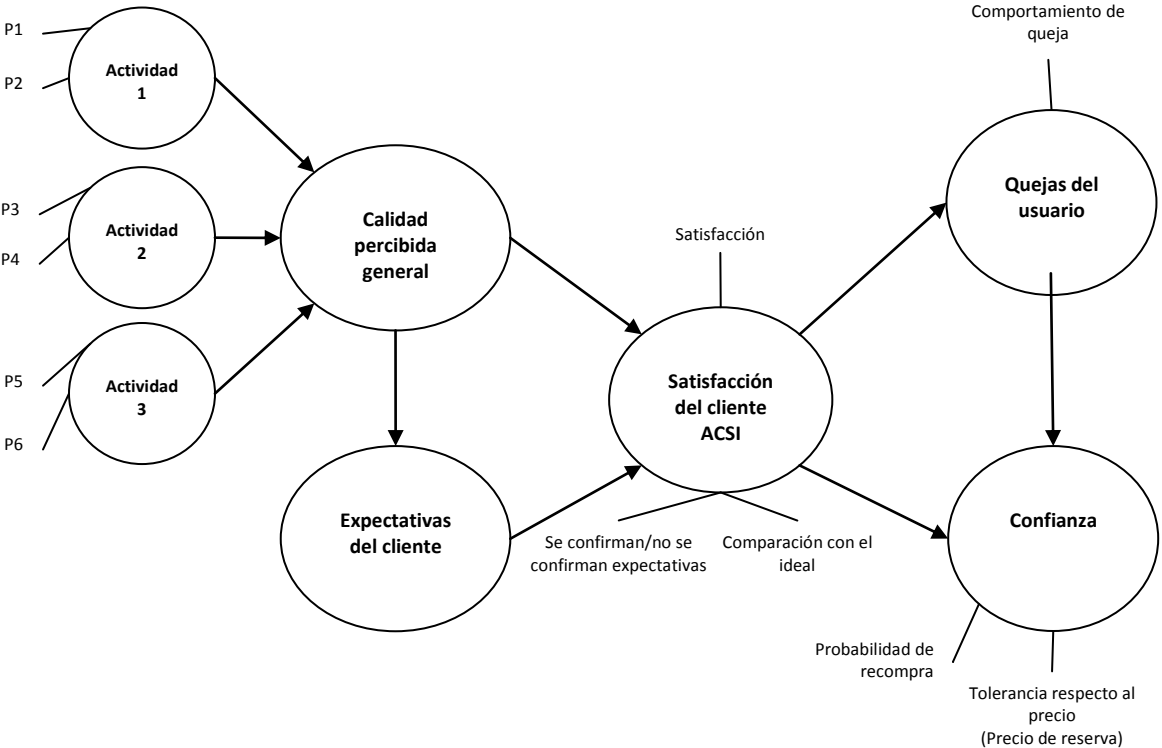 P1
P2
Actividad
1
P3
P4
Actividad
2
P5
P6
Actividad
3
Calidad
percibida
general
Expectativas
del cliente
Satisfacción
Satisfacción
del cliente
ACSI
Se confirman/no se
confirman expectativas
Comparación con el
ideal
Comportamiento de
queja
Quejas del
usuario
Confianza
Probabilidad de
recompra
Tolerancia respecto al
precio
(Precio de reserva)